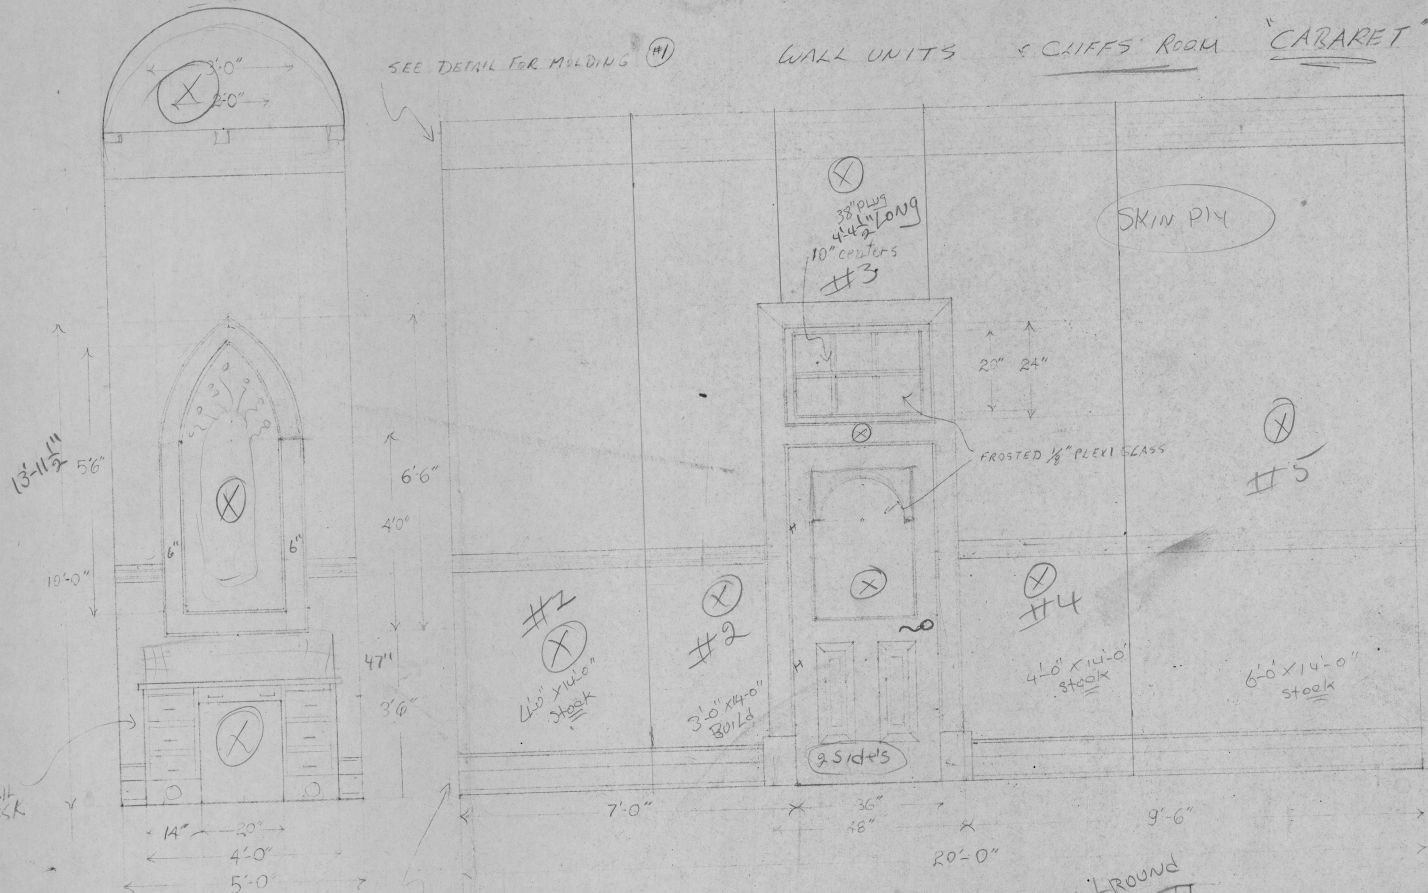 SEE DETAIL FOR MOLDING #1
WALL UNITS
CLIFFS ROOM "CABARET"
3'-0"
X
2'-0"
X
38" PLUG
4'-4 1/2" LONG
10" centers
#3
SKIN PLY
20" 24"
FROSTED 1/8" PLEXI GLASS
X
#5
13'-11 1/2"
5'6"
6'-6"
X
4'0"
6" 6"
10'-0"
X
X
#1
X
4'-0" X 14'-0"
stock
X
#2
3'-0" X 14-0"
BUILD
H
H
X
#4
4'-0" X 14'-0"
stock
6'-0" X 14'-0"
stock
47"
3'6"
X
2 sides
14" 20"
4'-0"
5'-0"
7'-0"
36"
48"
9'-6"
20'-0"